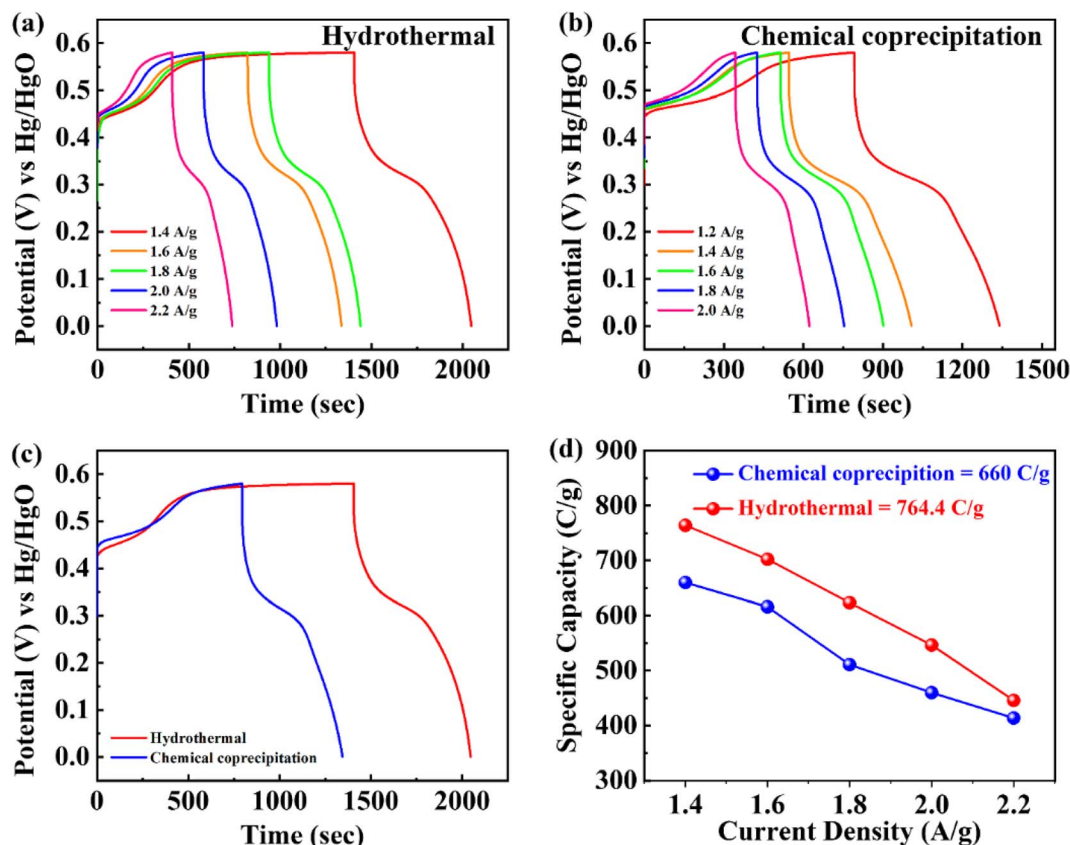 (a)
Hydrothermal
Potential (V) vs Hg/HgO
0.6
0.5
0.4
0.3
0.2
0.1
0.0
1.4 A/g
1.6 A/g
1.8 A/g
2.0 A/g
2.2 A/g
0 500 1000 1500 2000
Time (sec)
(b)
Chemical coprecipitation
Potential (V) vs Hg/HgO
0.6
0.5
0.4
0.3
0.2
0.1
0.0
1.2 A/g
1.4 A/g
1.6 A/g
1.8 A/g
2.0 A/g
0 300 600 900 1200 1500
Time (sec)
(c)
Potential (V) vs Hg/HgO
0.6
0.5
0.4
0.3
0.2
0.1
0.0
Hydrothermal
Chemical coprecipitation
0 500 1000 1500 2000
Time (sec)
(d)
Specific Capacity (C/g)
900
800
700
600
500
400
300
Chemical coprecipition = 660 C/g
Hydrothermal = 764.4 C/g
1.4 1.6 1.8 2.0 2.2
Current Density (A/g)